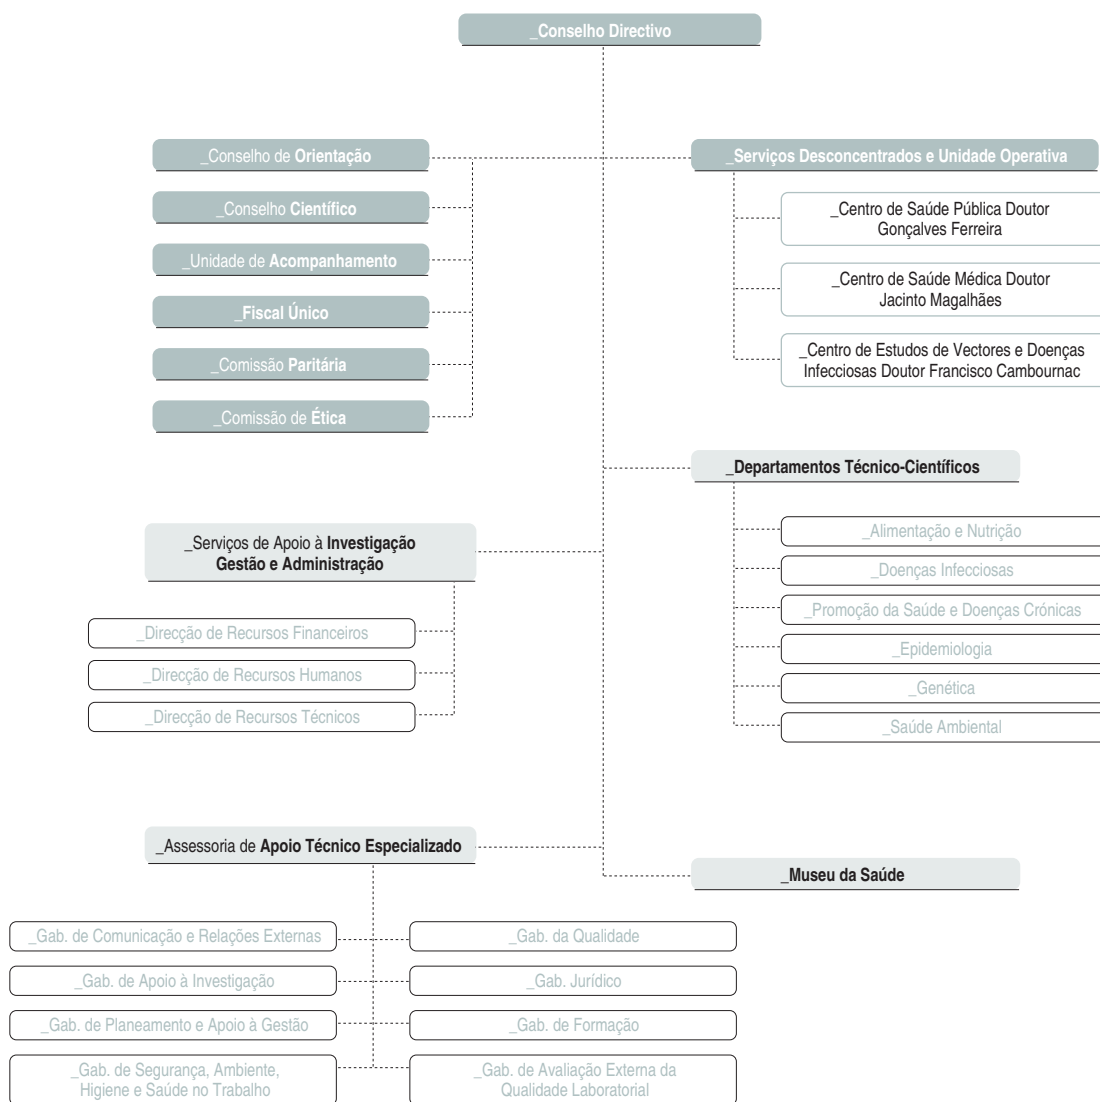 _Conselho Directivo
_Conselho de Orientação
_Conselho Científico
_Unidade de Acompanhamento
_Fiscal Único
_Comissão Paritária
_Comissão de Ética
_Serviços Desconcentrados e Unidade Operativa
_Centro de Saúde Pública Doutor
Gonçalves Ferreira
_Centro de Saúde Médica Doutor
Jacinto Magalhães
_Centro de Estudos de Vectores e Doenças
Infecciosas Doutor Francisco Cambournac
_Departamentos Técnico-Científicos
_Alimentação e Nutrição
_Doenças Infecciosas
_Promoção da Saúde e Doenças Crónicas
_Epidemiologia
_Genética
_Saúde Ambiental
_Serviços de Apoio à Investigação
Gestão e Administração
_Direcção de Recursos Financeiros
_Direcção de Recursos Humanos
_Direcção de Recursos Técnicos
_Assessoria de Apoio Técnico Especializado
_Museu da Saúde
_Gab. de Comunicação e Relações Externas
_Gab. de Apoio à Investigação
_Gab. de Planeamento e Apoio à Gestão
_Gab. de Segurança, Ambiente,
Higiene e Saúde no Trabalho
_Gab. da Qualidade
_Gab. Jurídico
_Gab. de Formação
_Gab. de Avaliação Externa da
Qualidade Laboratorial